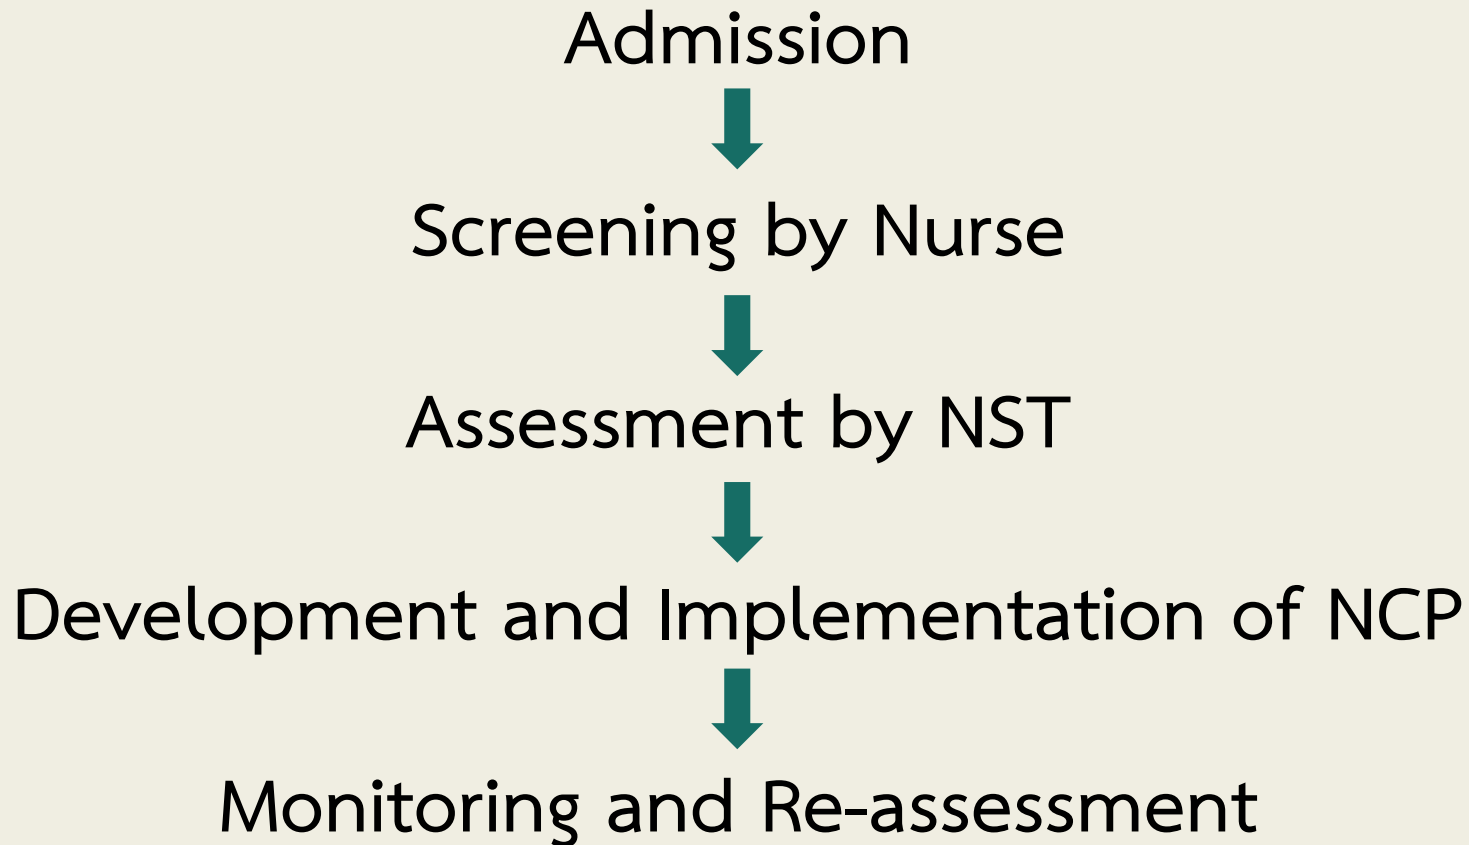 Admission
Screening by Nurse
Assessment by NST
Development and Implementation of NCP
Monitoring and Re-assessment